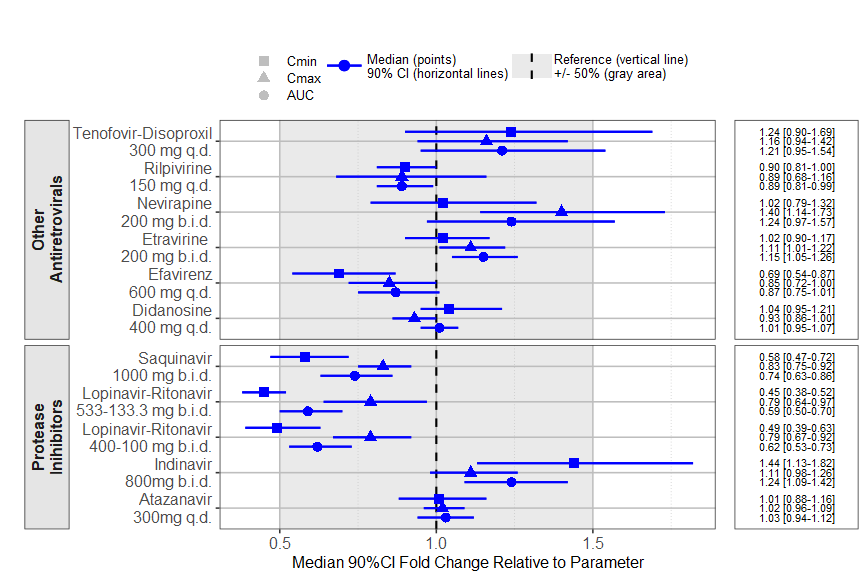 Cmin
Cmax
AUC
Median (points)
90% CI (horizontal lines)
Reference (vertical line)
+/- 50% (gray area)
Other
Antiretrovirals
Tenofovir-Disoproxil
300 mg q.d.
Rilpivirine
150 mg q.d.
Nevirapine
200 mg b.i.d.
Etravirine
200 mg b.i.d.
Efavirenz
600 mg q.d.
Didanosine
400 mg q.d.
1.24 [0.90-1.69]
1.16 [0.94-1.42]
1.21 [0.95-1.54]
0.90 [0.81-1.00]
0.89 [0.68-1.16]
0.89 [0.81-0.99]
1.02 [0.79-1.32]
1.40 [1.14-1.73]
1.24 [0.97-1.57]
1.02 [0.90-1.17]
1.11 [1.01-1.22]
1.15 [1.05-1.26]
0.69 [0.54-0.87]
0.85 [0.72-1.00]
0.87 [0.75-1.01]
1.04 [0.95-1.21]
0.93 [0.86-1.00]
1.01 [0.95-1.07]
Protease
Inihibitors
Saquinavir
1000 mg b.i.d.
Lopinavir-Ritonavir
533-133.3 mg b.i.d.
Lopinavir-Ritonavir
400-100 mg b.i.d.
Indinavir
800mg b.i.d.
Atazanavir
300mg q.d.
0.58 [0.47-0.72]
0.83 [0.75-0.92]
0.74 [0.63-0.86]
0.45 [0.38-0.52]
0.79 [0.64-0.97]
0.59 [0.50-0.70]
0.49 [0.39-0.63]
0.79 [0.67-0.92]
0.62 [0.53-0.73]
1.44 [1.13-1.82]
1.11 [0.98-1.26]
1.24 [1.09-1.42]
1.01 [0.88-1.16]
1.02 [0.96-1.09]
1.03 [0.94-1.12]
0.5 1.0 1.5
Median 90%CI Fold Change Relative to Parameter